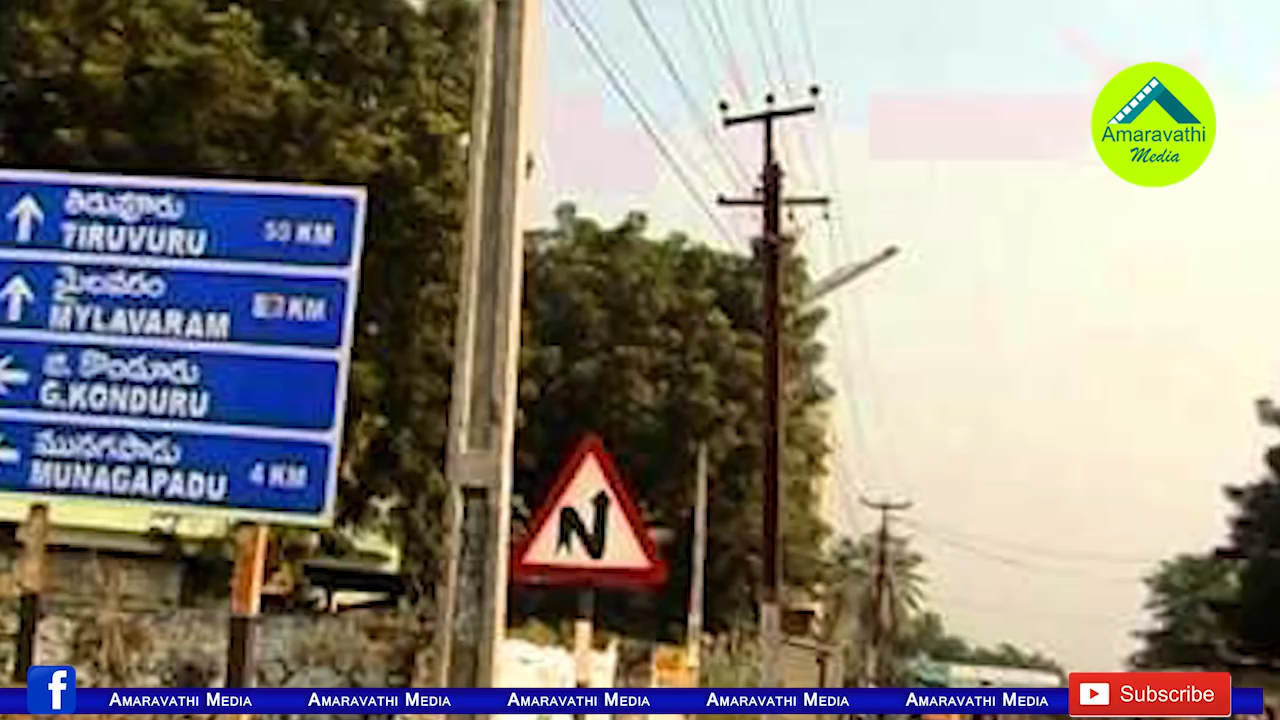 తిరువూరు
TIRUVURU
50 KM
మైలవరం
MYLAVARAM
KM
జి. కొండూరు
G.KONDURU
మునగపాడు
MUNAGAPADU
4 KM
Amaravathi
Media
AMARAVATHI MEDIA AMARAVATHI MEDIA AMARAVATHI MEDIA AMARAVATHI MEDIA AMARAVATHI MEDIA
Subscribe